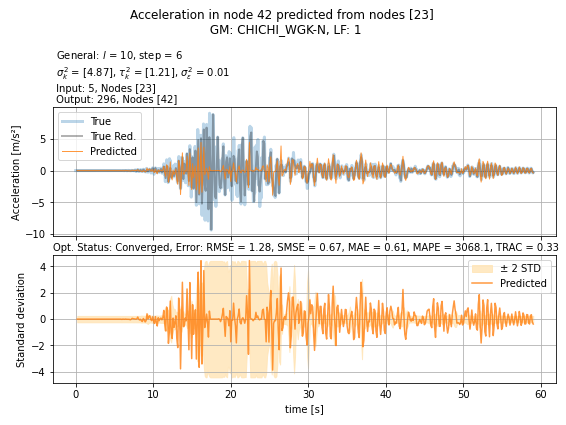 Acceleration in node 42 predicted from nodes [23]
GM: CHICHI_WGK-N, LF: 1
General: l = 10, step = 6
σ²ₖ = [4.87], τ²ₖ = [1.21], σ²ε = 0.01
Input: 5, Nodes [23]
Output: 296, Nodes [42]
True
True Red.
Predicted
Acceleration [m/s²]
5
0
−5
−10
Opt. Status: Converged, Error: RMSE = 1.28, SMSE = 0.67, MAE = 0.61, MAPE = 3068.1, TRAC = 0.33
± 2 STD
Predicted
Standard deviation
4
2
0
−2
−4
0 10 20 30 40 50 60
time [s]